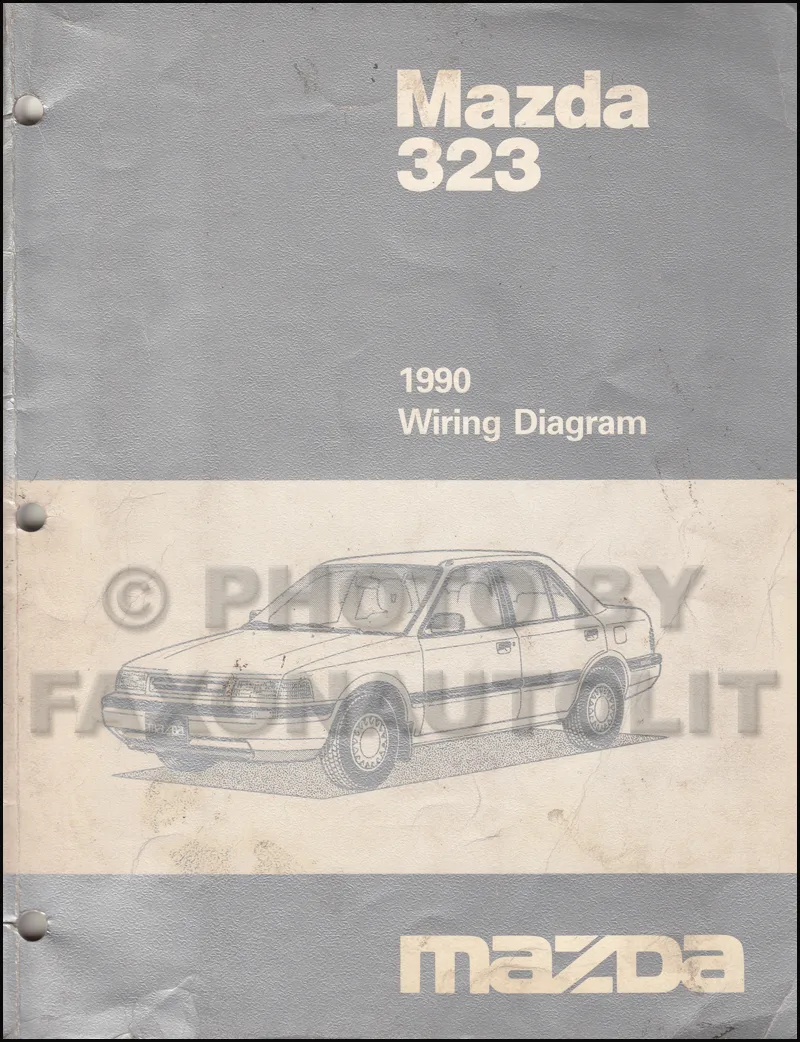 Mazda
323
1990
Wiring Diagram
© PHOTO BY
FAXONAUTOLIT
mazda